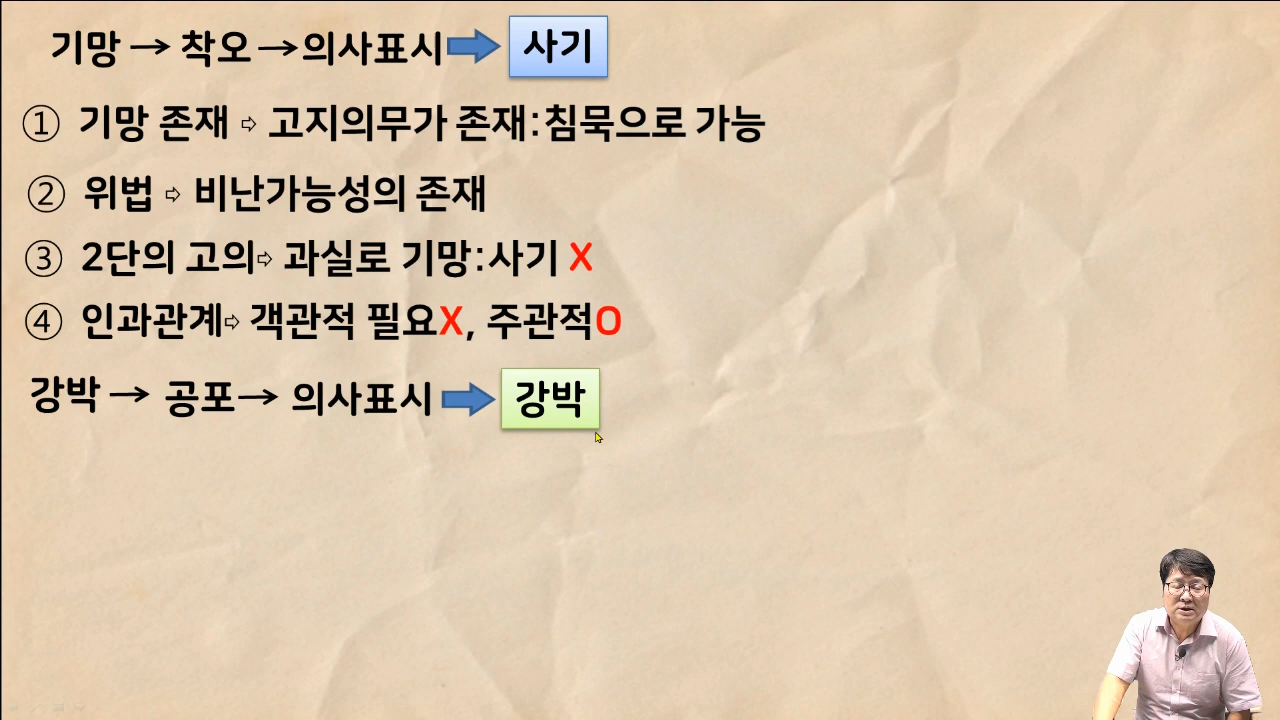 기망 → 착오 → 의사표시 ➡ 사기
① 기망 존재 ⇨ 고지의무가 존재:침묵으로 가능
② 위법 ⇨ 비난가능성의 존재
③ 2단의 고의⇨ 과실로 기망:사기 X
④ 인과관계⇨ 객관적 필요X, 주관적O
강박 → 공포→ 의사표시 ➡ 강박